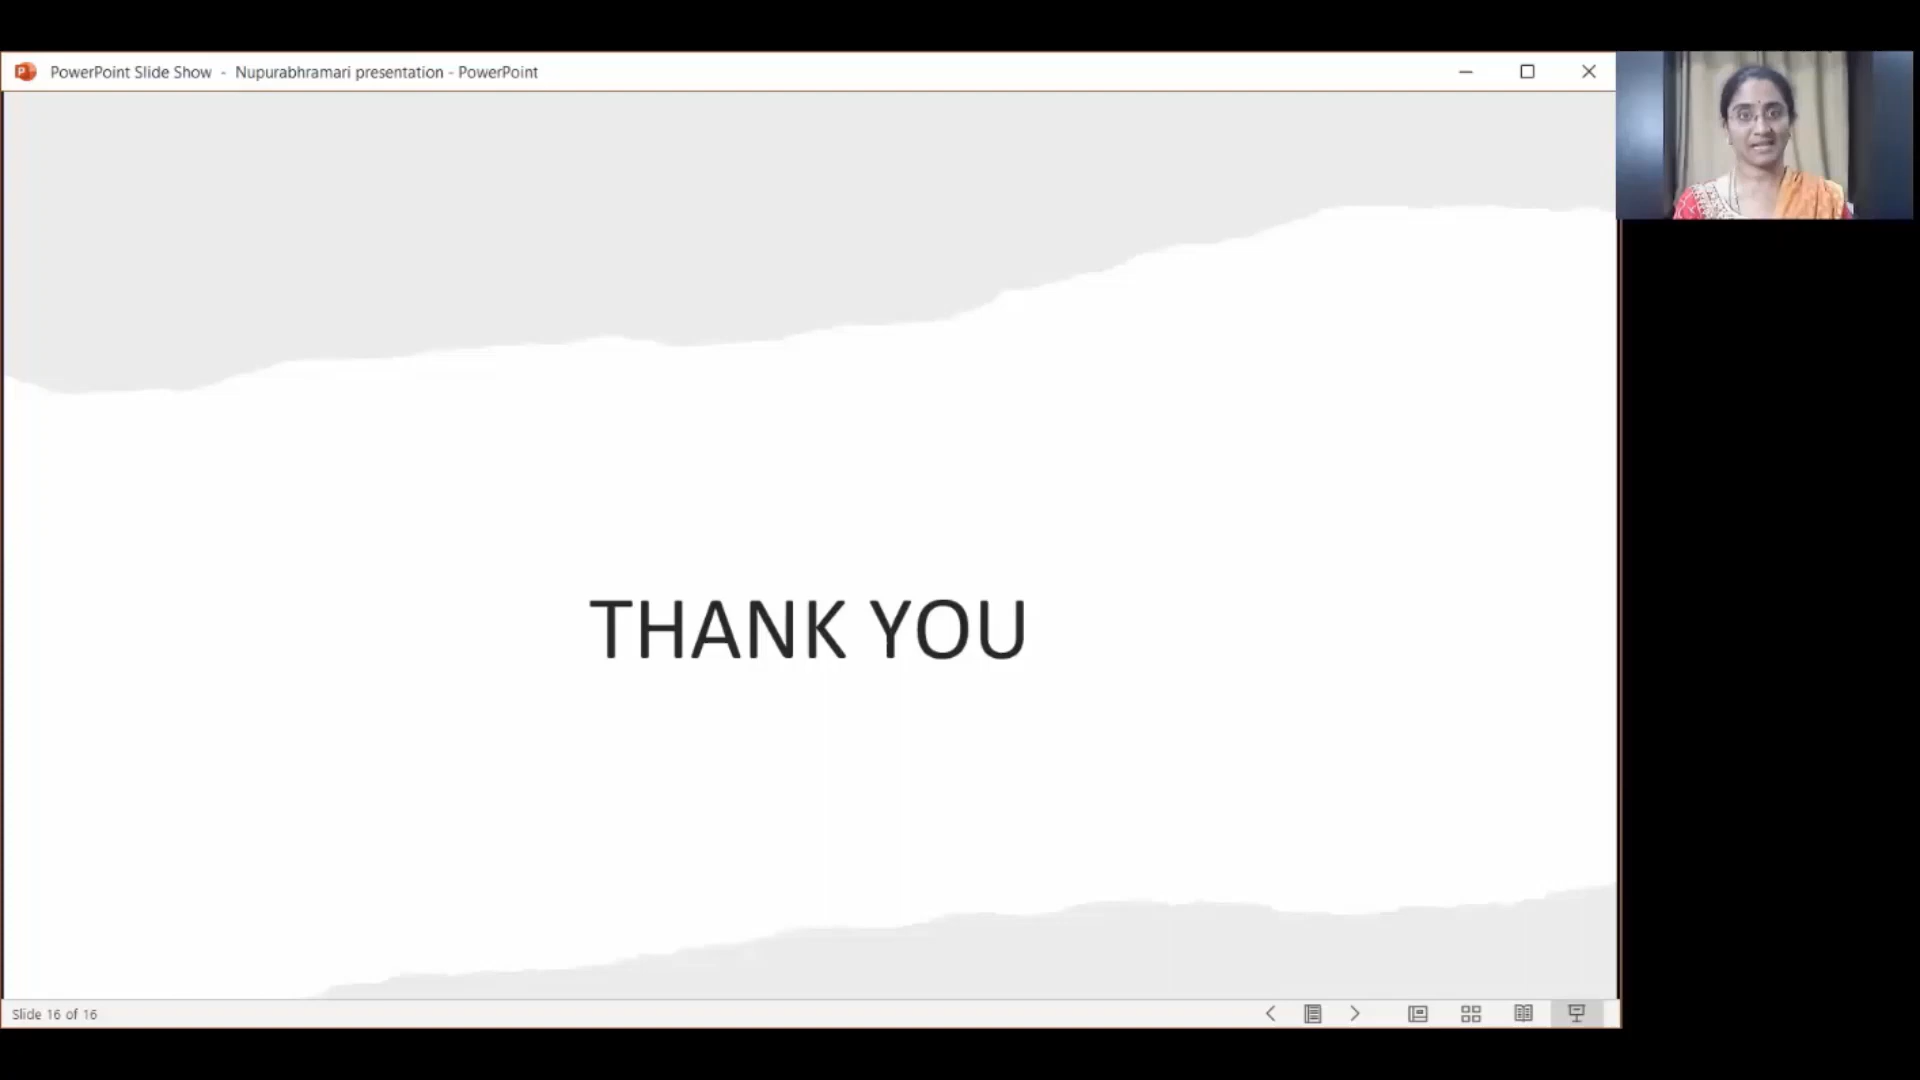 PowerPoint Slide Show - Nupurabhramari presentation - PowerPoint
THANK YOU
Slide 16 of 16